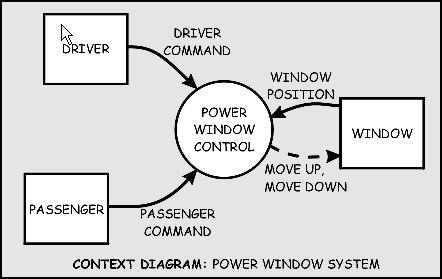 DRIVER
DRIVER
COMMAND
WINDOW
POSITION
POWER
WINDOW
CONTROL
WINDOW
MOVE UP,
MOVE DOWN
PASSENGER
PASSENGER
COMMAND
CONTEXT DIAGRAM: POWER WINDOW SYSTEM